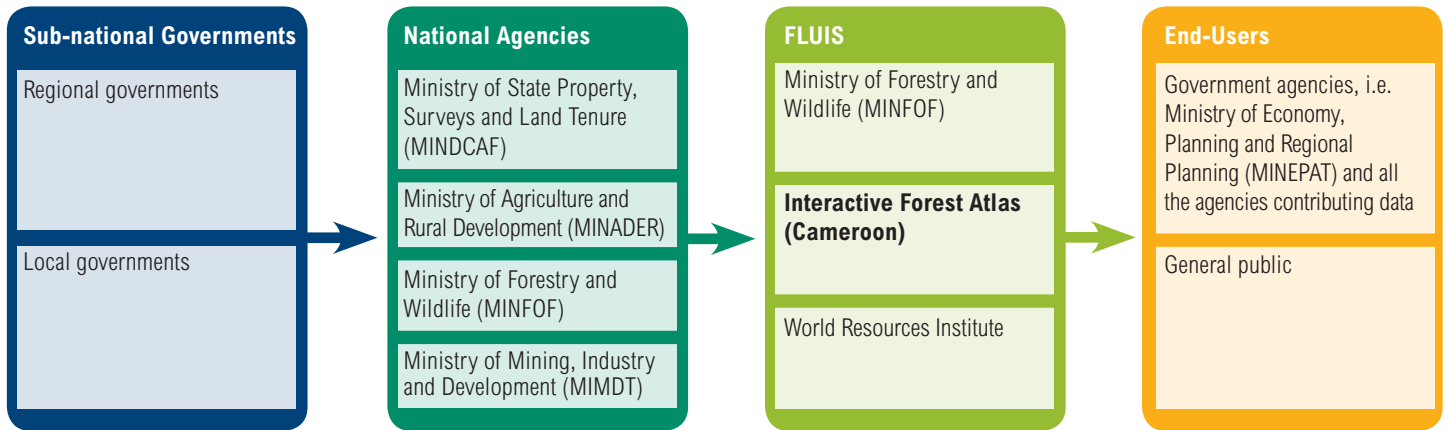 Sub-national Governments
Regional governments
Local governments
National Agencies
Ministry of State Property,
Surveys and Land Tenure
(MINDCAF)
Ministry of Agriculture and
Rural Development (MINADER)
Ministry of Forestry and
Wildlife (MINFOF)
Ministry of Mining, Industry
and Development (MIMDT)
FLUIS
Ministry of Forestry and
Wildlife (MINFOF)
Interactive Forest Atlas
(Cameroon)
World Resources Institute
End-Users
Government agencies, i.e.
Ministry of Economy,
Planning and Regional
Planning (MINEPAT) and all
the agencies contributing data
General public